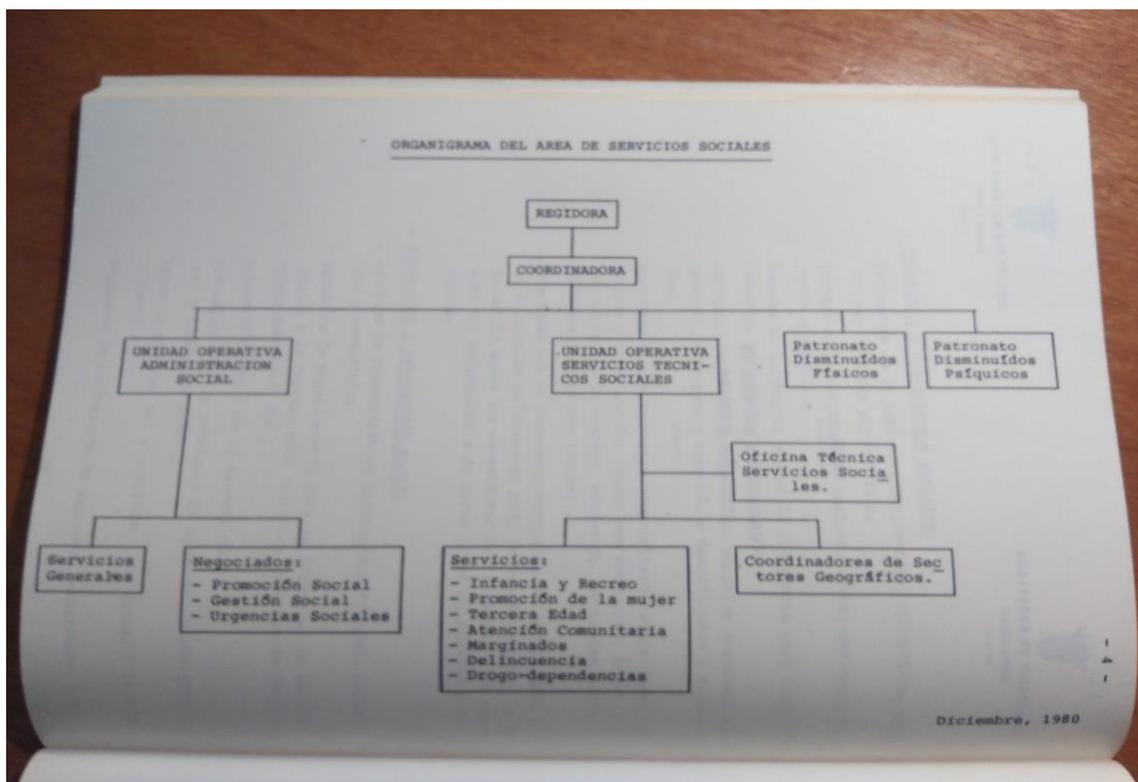 ORGANIGRAMA DEL AREA DE SERVICIOS SOCIALES
REGIDORA
COORDINADORA
UNIDAD OPERATIVA
ADMINISTRACION
SOCIAL
UNIDAD OPERATIVA
SERVICIOS TECNI-
COS SOCIALES
Patronato
Disminuídos
Físicos
Patronato
Disminuídos
Psíquicos
Oficina Técnica
Servicios Socia
les.
Servicios
Generales
Negociados:
- Promoción Social
- Gestión Social
- Urgencias Sociales
Servicios:
- Infancia y Recreo
- Promoción de la mujer
- Tercera Edad
- Atención Comunitaria
- Marginados
- Delincuencia
- Drogo-dependencias
Coordinadores de Sec
tores Geográficos.
- 4 -
Diciembre, 1980